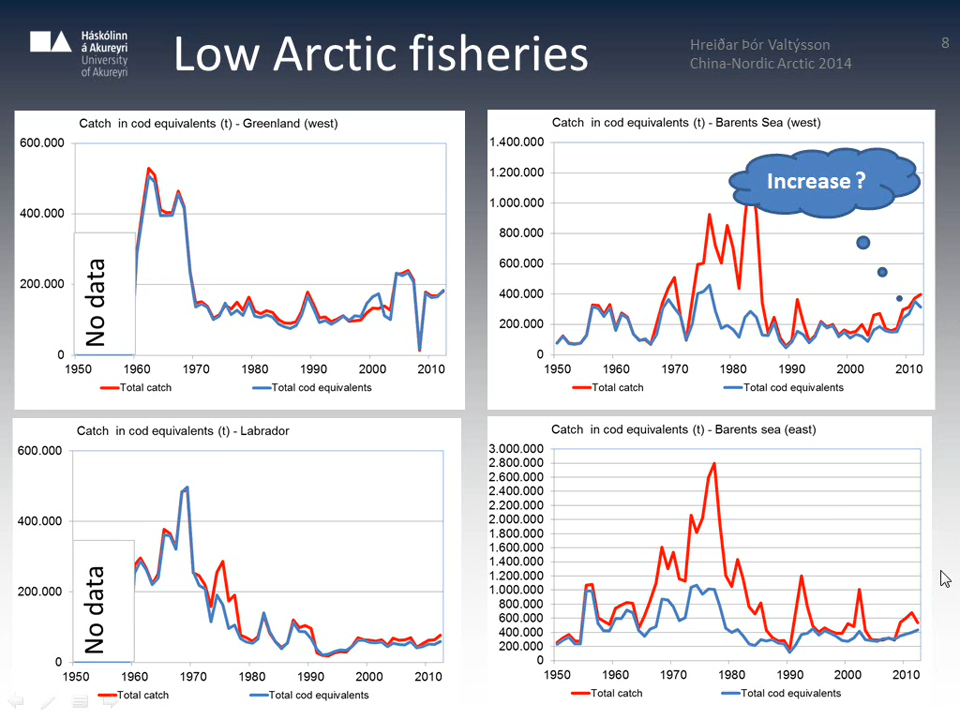 Háskólinn
á Akureyri
University
of Akureyri
Low Arctic fisheries
Hreiðar Þór Valtýsson
China-Nordic Arctic 2014
8
Catch in cod equivalents (t) - Greenland (west)
600.000
400.000
200.000
0
No data
1950 1960 1970 1980 1990 2000 2010
Total catch Total cod equivalents
Catch in cod equivalents (t) - Barents Sea (west)
1.400.000
1.200.000
1.000.000
800.000
600.000
400.000
200.000
0
Increase ?
1950 1960 1970 1980 1990 2000 2010
Total catch Total cod equivalents
Catch in cod equivalents (t) - Labrador
600.000
400.000
200.000
0
No data
1950 1960 1970 1980 1990 2000 2010
Total catch Total cod equivalents
Catch in cod equivalents (t) - Barents sea (east)
3.000.000
2.800.000
2.600.000
2.400.000
2.200.000
2.000.000
1.800.000
1.600.000
1.400.000
1.200.000
1.000.000
800.000
600.000
400.000
200.000
0
1950 1960 1970 1980 1990 2000 2010
Total catch Total cod equivalents